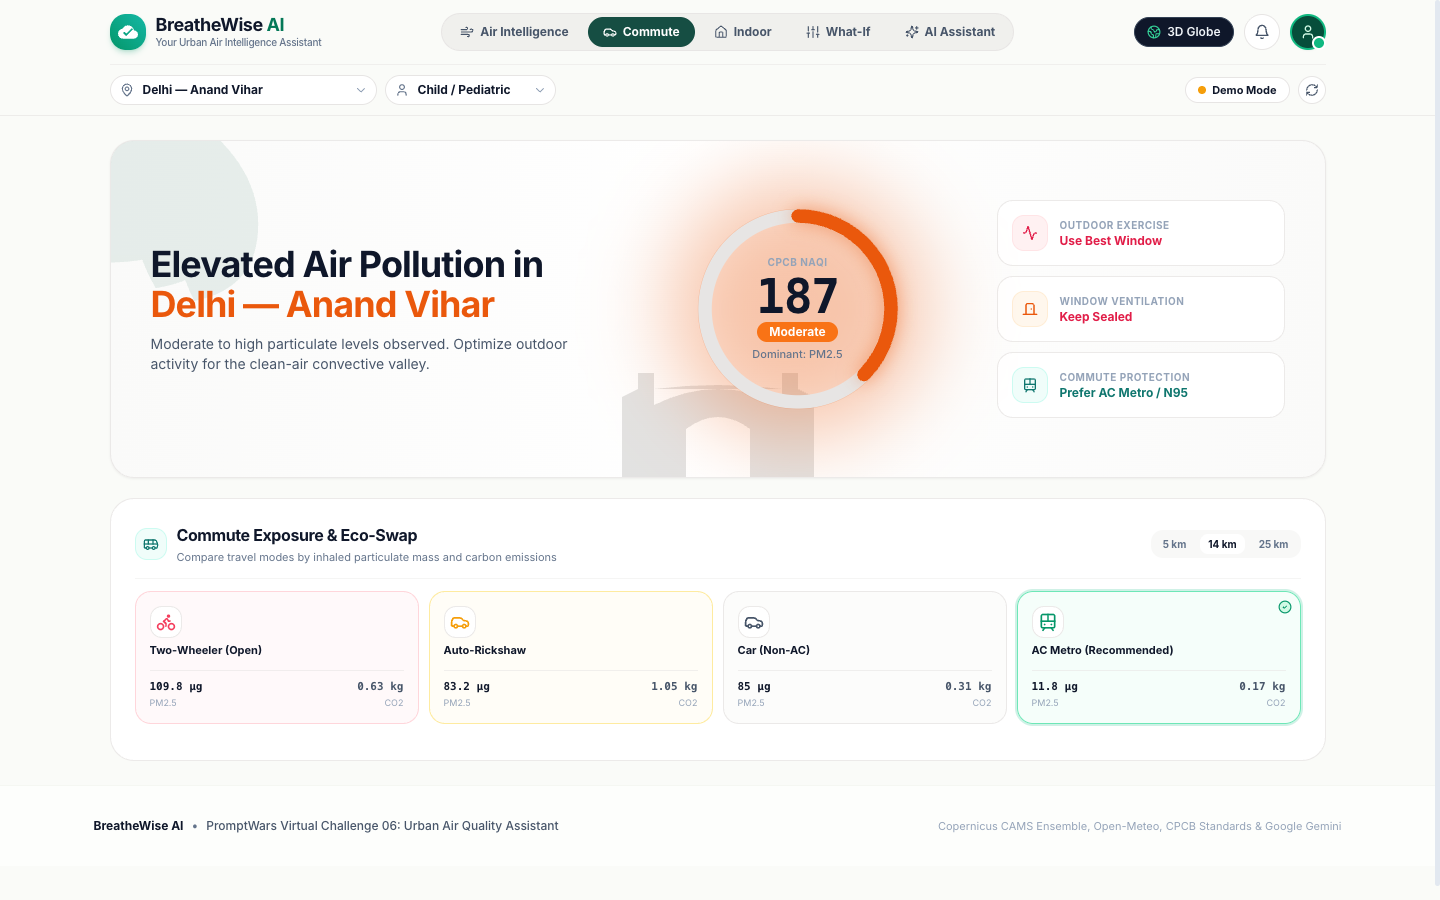 BreatheWise AI
Your Urban Air Intelligence Assistant
Air Intelligence
Commute
Indoor
What-If
AI Assistant
3D Globe
Delhi — Anand Vihar
Child / Pediatric
Demo Mode
Elevated Air Pollution in
Delhi — Anand Vihar
Moderate to high particulate levels observed. Optimize outdoor
activity for the clean-air convective valley.
CPCB NAQI
187
Moderate
Dominant: PM2.5
OUTDOOR EXERCISE
Use Best Window
WINDOW VENTILATION
Keep Sealed
COMMUTE PROTECTION
Prefer AC Metro / N95
Commute Exposure & Eco-Swap
Compare travel modes by inhaled particulate mass and carbon emissions
5 km
14 km
25 km
Two-Wheeler (Open)
109.8 µg
0.63 kg
PM2.5
CO2
Auto-Rickshaw
83.2 µg
1.05 kg
PM2.5
CO2
Car (Non-AC)
85 µg
0.31 kg
PM2.5
CO2
AC Metro (Recommended)
11.8 µg
0.17 kg
PM2.5
CO2
BreatheWise AI • PromptWars Virtual Challenge 06: Urban Air Quality Assistant
Copernicus CAMS Ensemble, Open-Meteo, CPCB Standards & Google Gemini